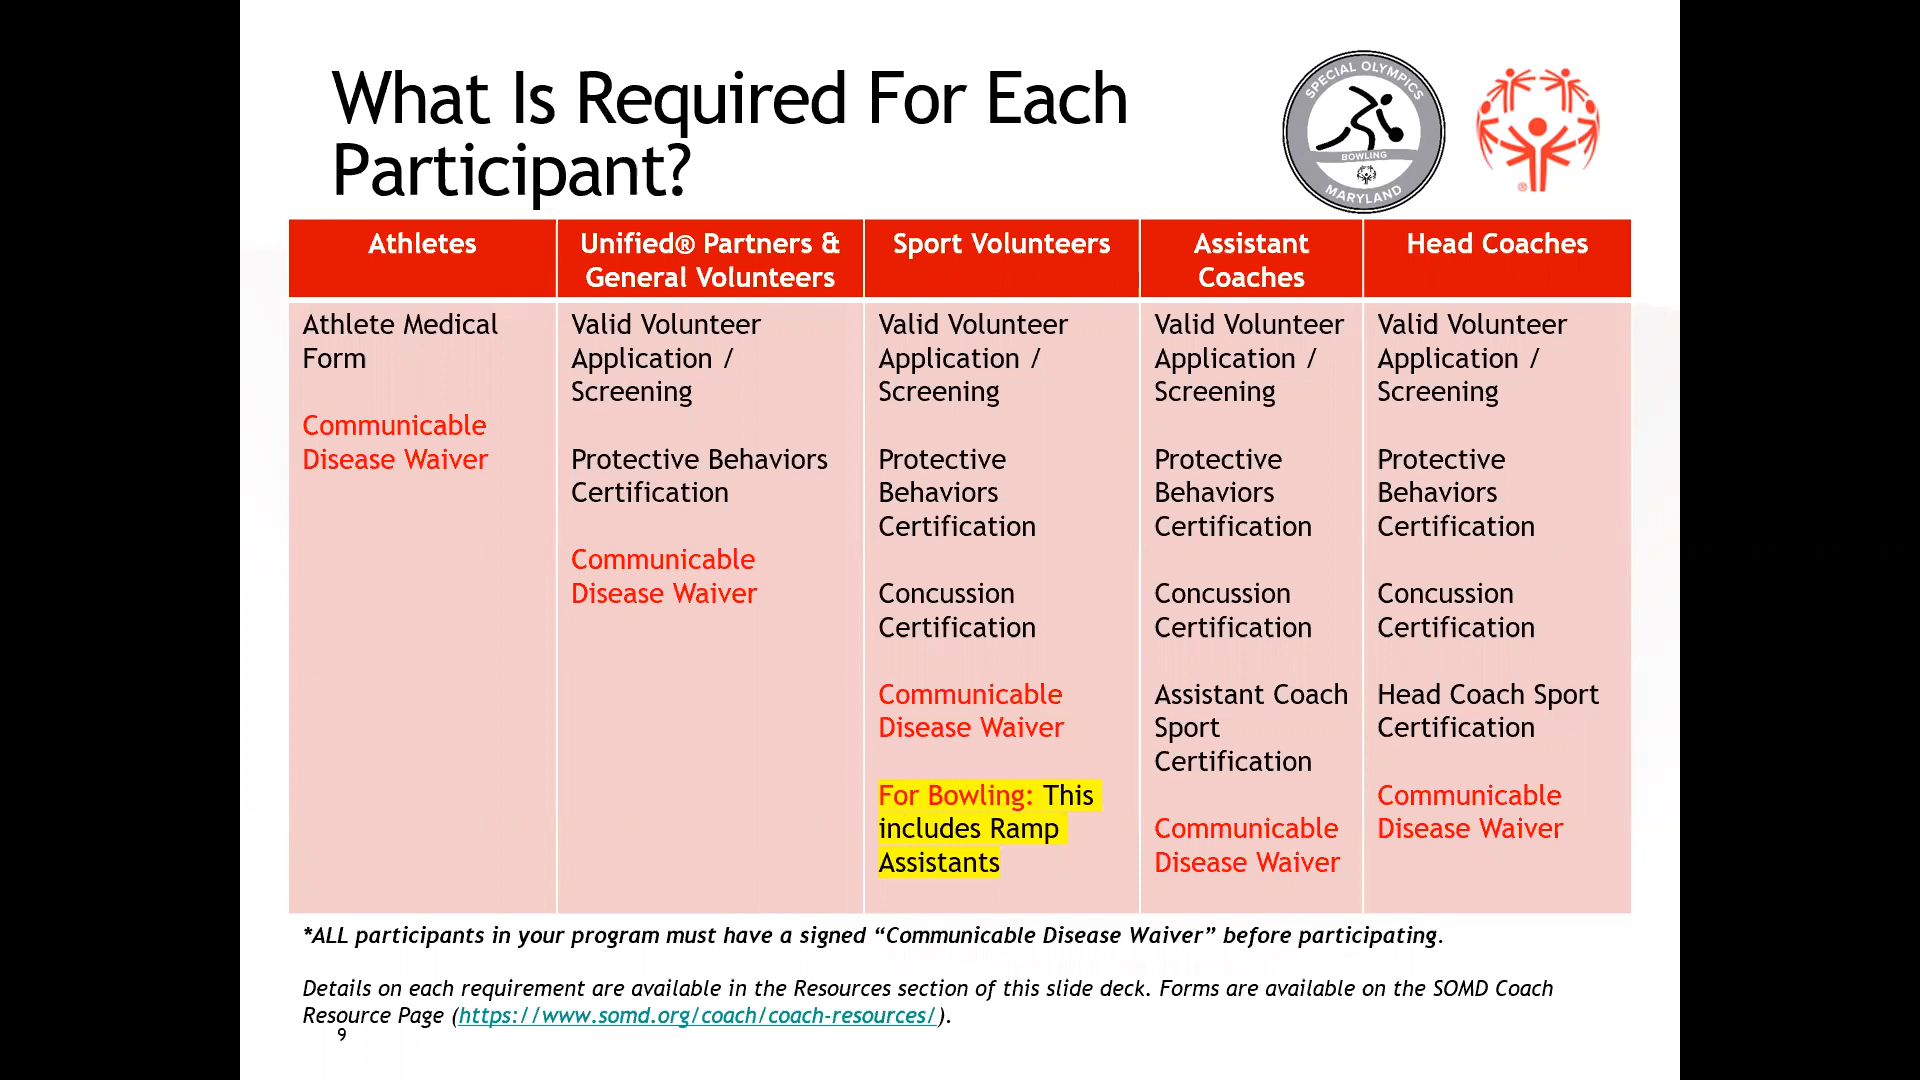 What Is Required For Each
Participant?
SPECIAL OLYMPICS
BOWLING
MARYLAND
®
Athletes
Unified® Partners &
General Volunteers
Sport Volunteers
Assistant
Coaches
Head Coaches
Athlete Medical
Form
Communicable
Disease Waiver
Valid Volunteer
Application /
Screening
Protective Behaviors
Certification
Communicable
Disease Waiver
Valid Volunteer
Application /
Screening
Protective
Behaviors
Certification
Concussion
Certification
Communicable
Disease Waiver
For Bowling: This
includes Ramp
Assistants
Valid Volunteer
Application /
Screening
Protective
Behaviors
Certification
Concussion
Certification
Assistant Coach
Sport
Certification
Communicable
Disease Waiver
Valid Volunteer
Application /
Screening
Protective
Behaviors
Certification
Concussion
Certification
Head Coach Sport
Certification
Communicable
Disease Waiver
*ALL participants in your program must have a signed “Communicable Disease Waiver” before participating.
Details on each requirement are available in the Resources section of this slide deck. Forms are available on the SOMD Coach
Resource Page (https://www.somd.org/coach/coach-resources/).
9